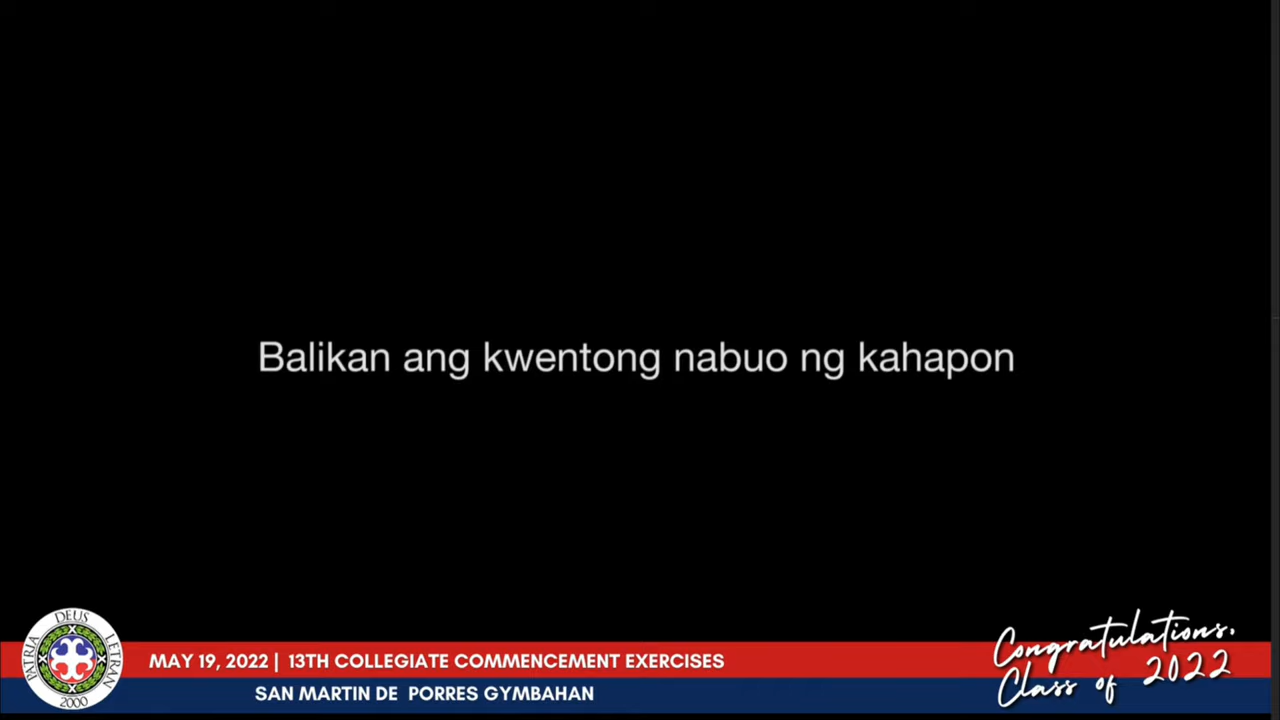 Balikan ang kwentong nabuo ng kahapon
DEUS
PATRIA
LETRAN
2000
MAY 19, 2022 | 13TH COLLEGIATE COMMENCEMENT EXERCISES
SAN MARTIN DE PORRES GYMBAHAN
Congratulations,
Class of 2022